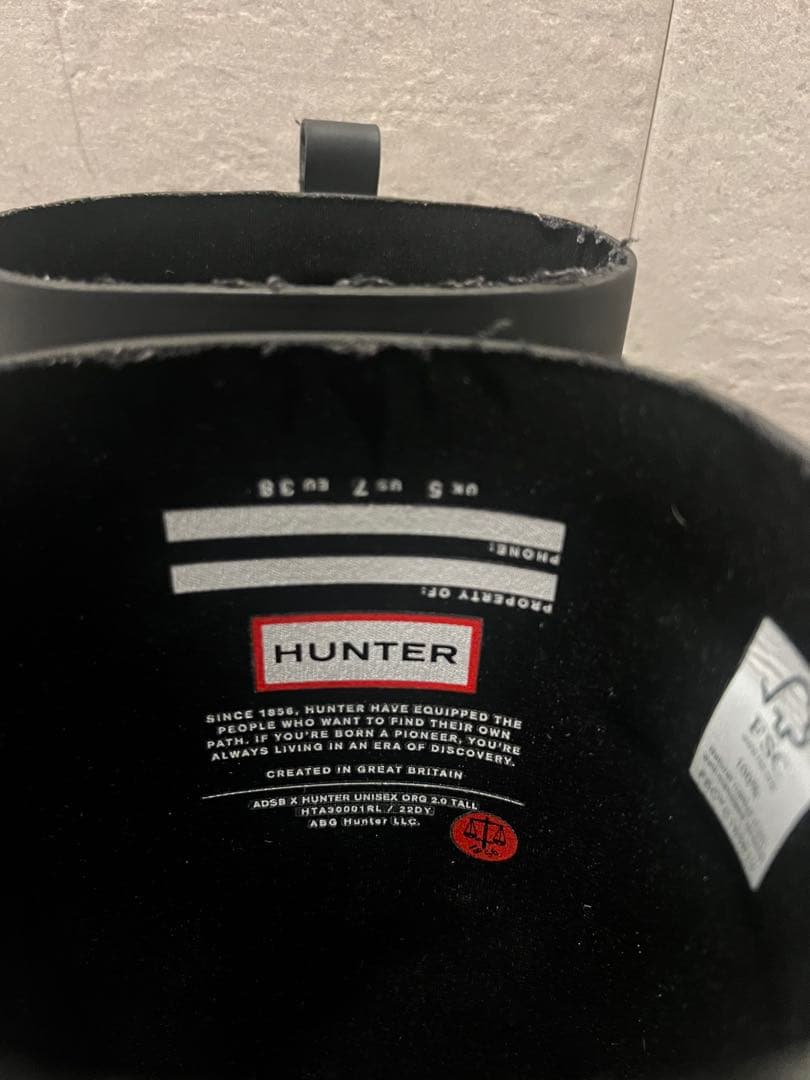 UK 5 US 7 EU 38
PHONE:
PROPERTY OF:
HUNTER
SINCE 1856, HUNTER HAVE EQUIPPED THE
PEOPLE WHO WANT TO FIND THEIR OWN
PATH. IF YOU'RE BORN A PIONEER, YOU'RE
ALWAYS LIVING IN AN ERA OF DISCOVERY.
CREATED IN GREAT BRITAIN
ADSB X HUNTER UNISEX ORG 2.0 TALL
HTA30001RL / 22DY
ABG Hunter LLC.
FSC
100%